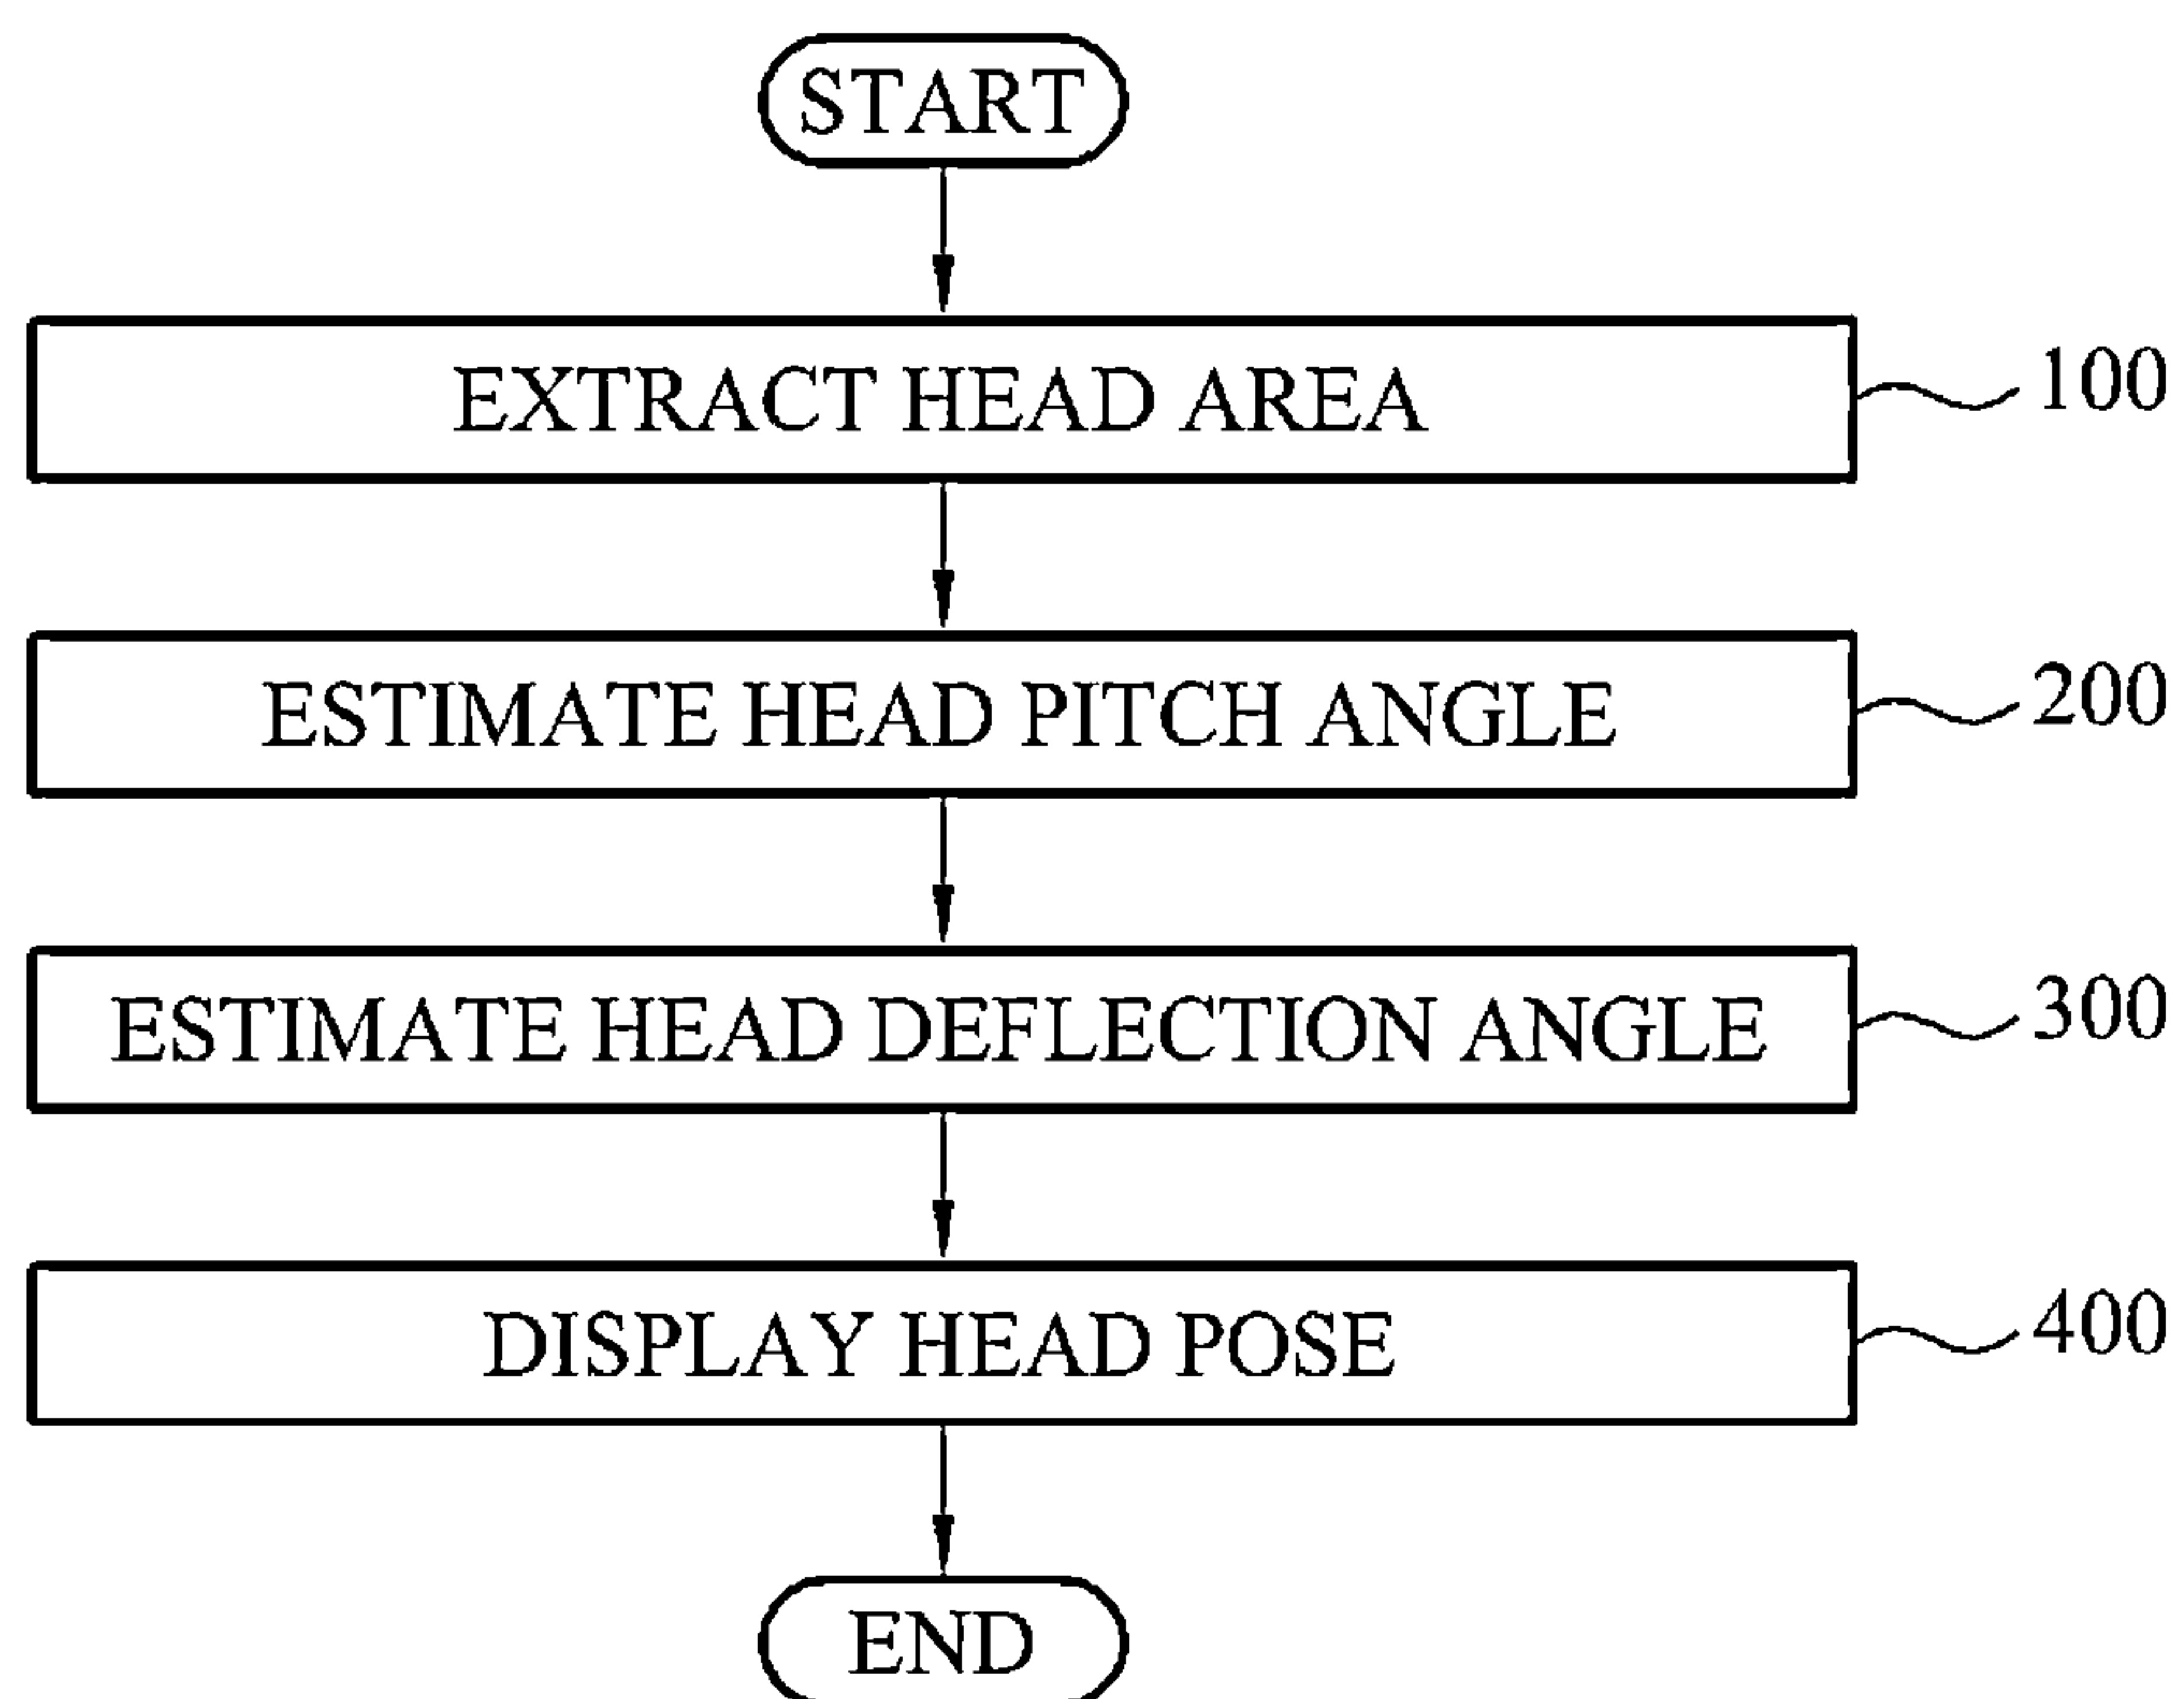 START
EXTRACT HEAD AREA
100
ESTIMATE HEAD PITCH ANGLE
200
ESTIMATE HEAD DEFLECTION ANGLE
300
DISPLAY HEAD POSE
400
END